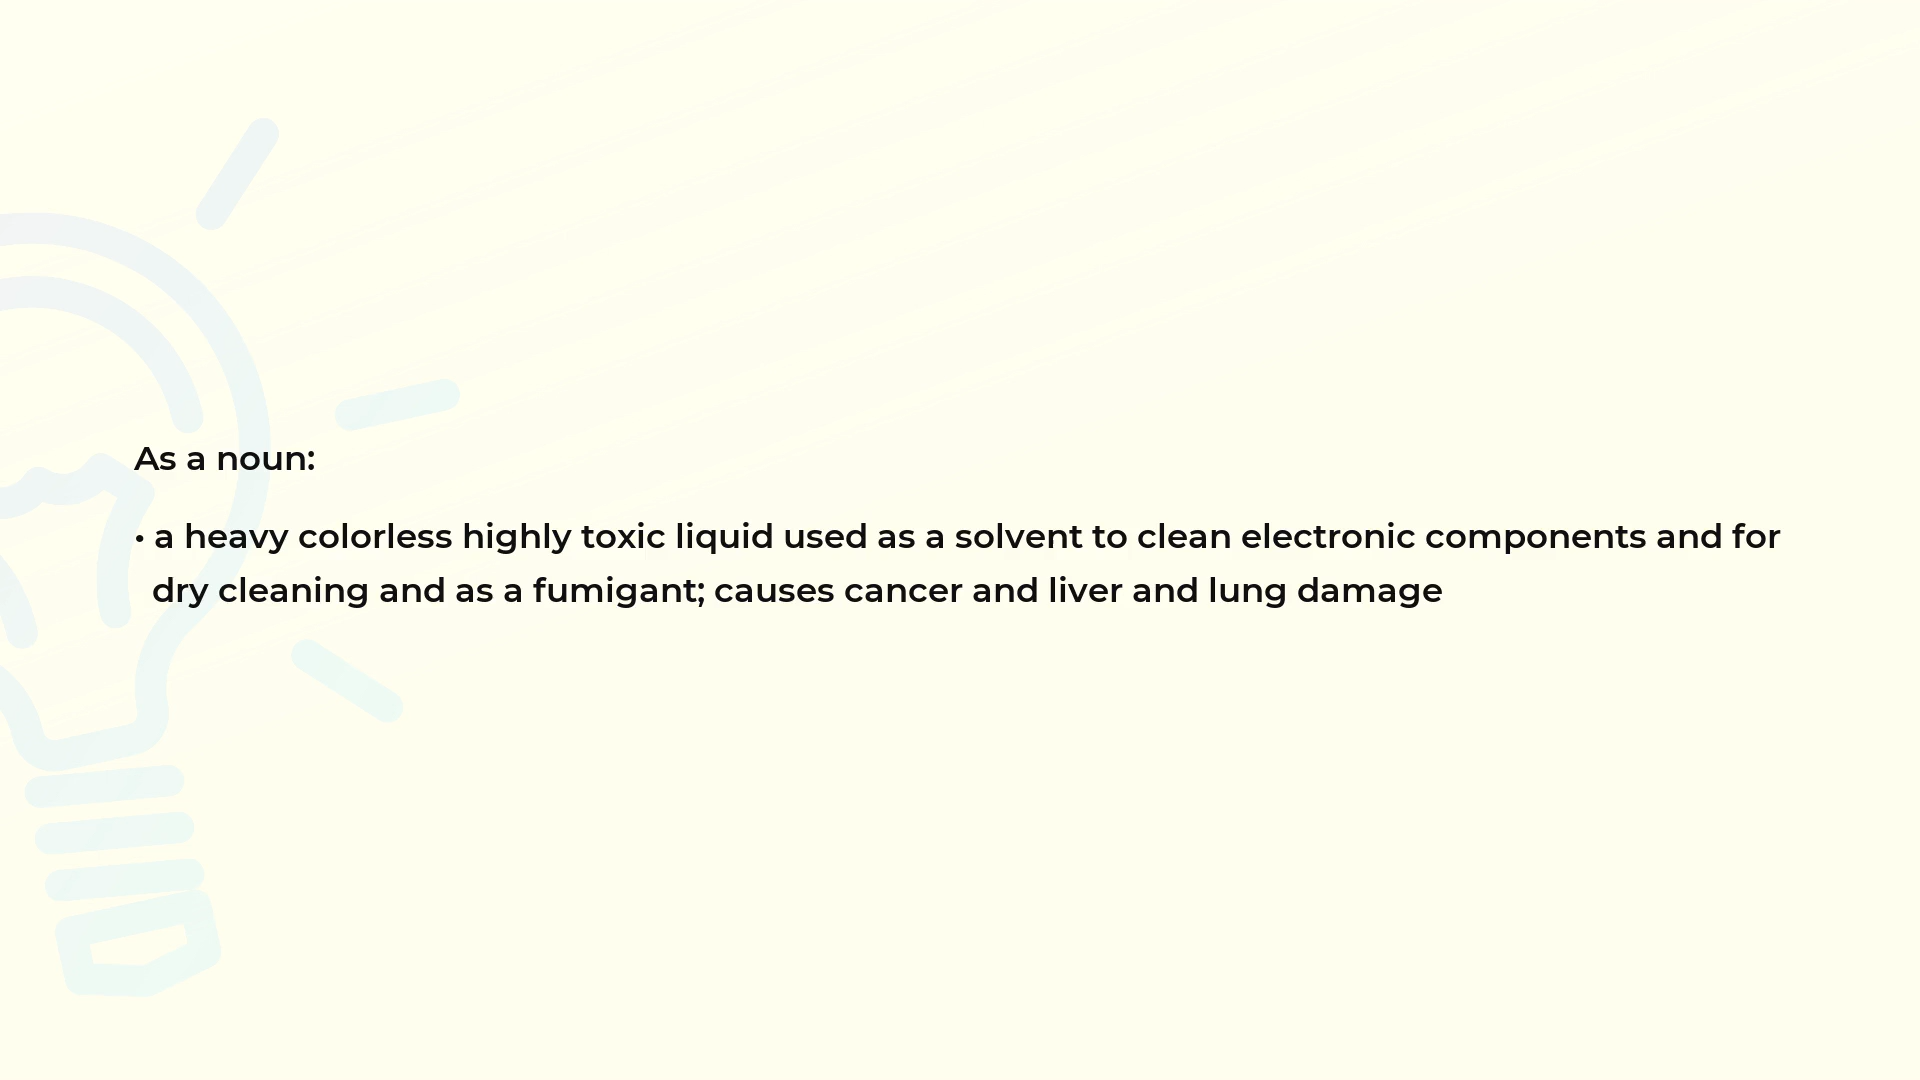 As a noun:
• a heavy colorless highly toxic liquid used as a solvent to clean electronic components and for
dry cleaning and as a fumigant; causes cancer and liver and lung damage